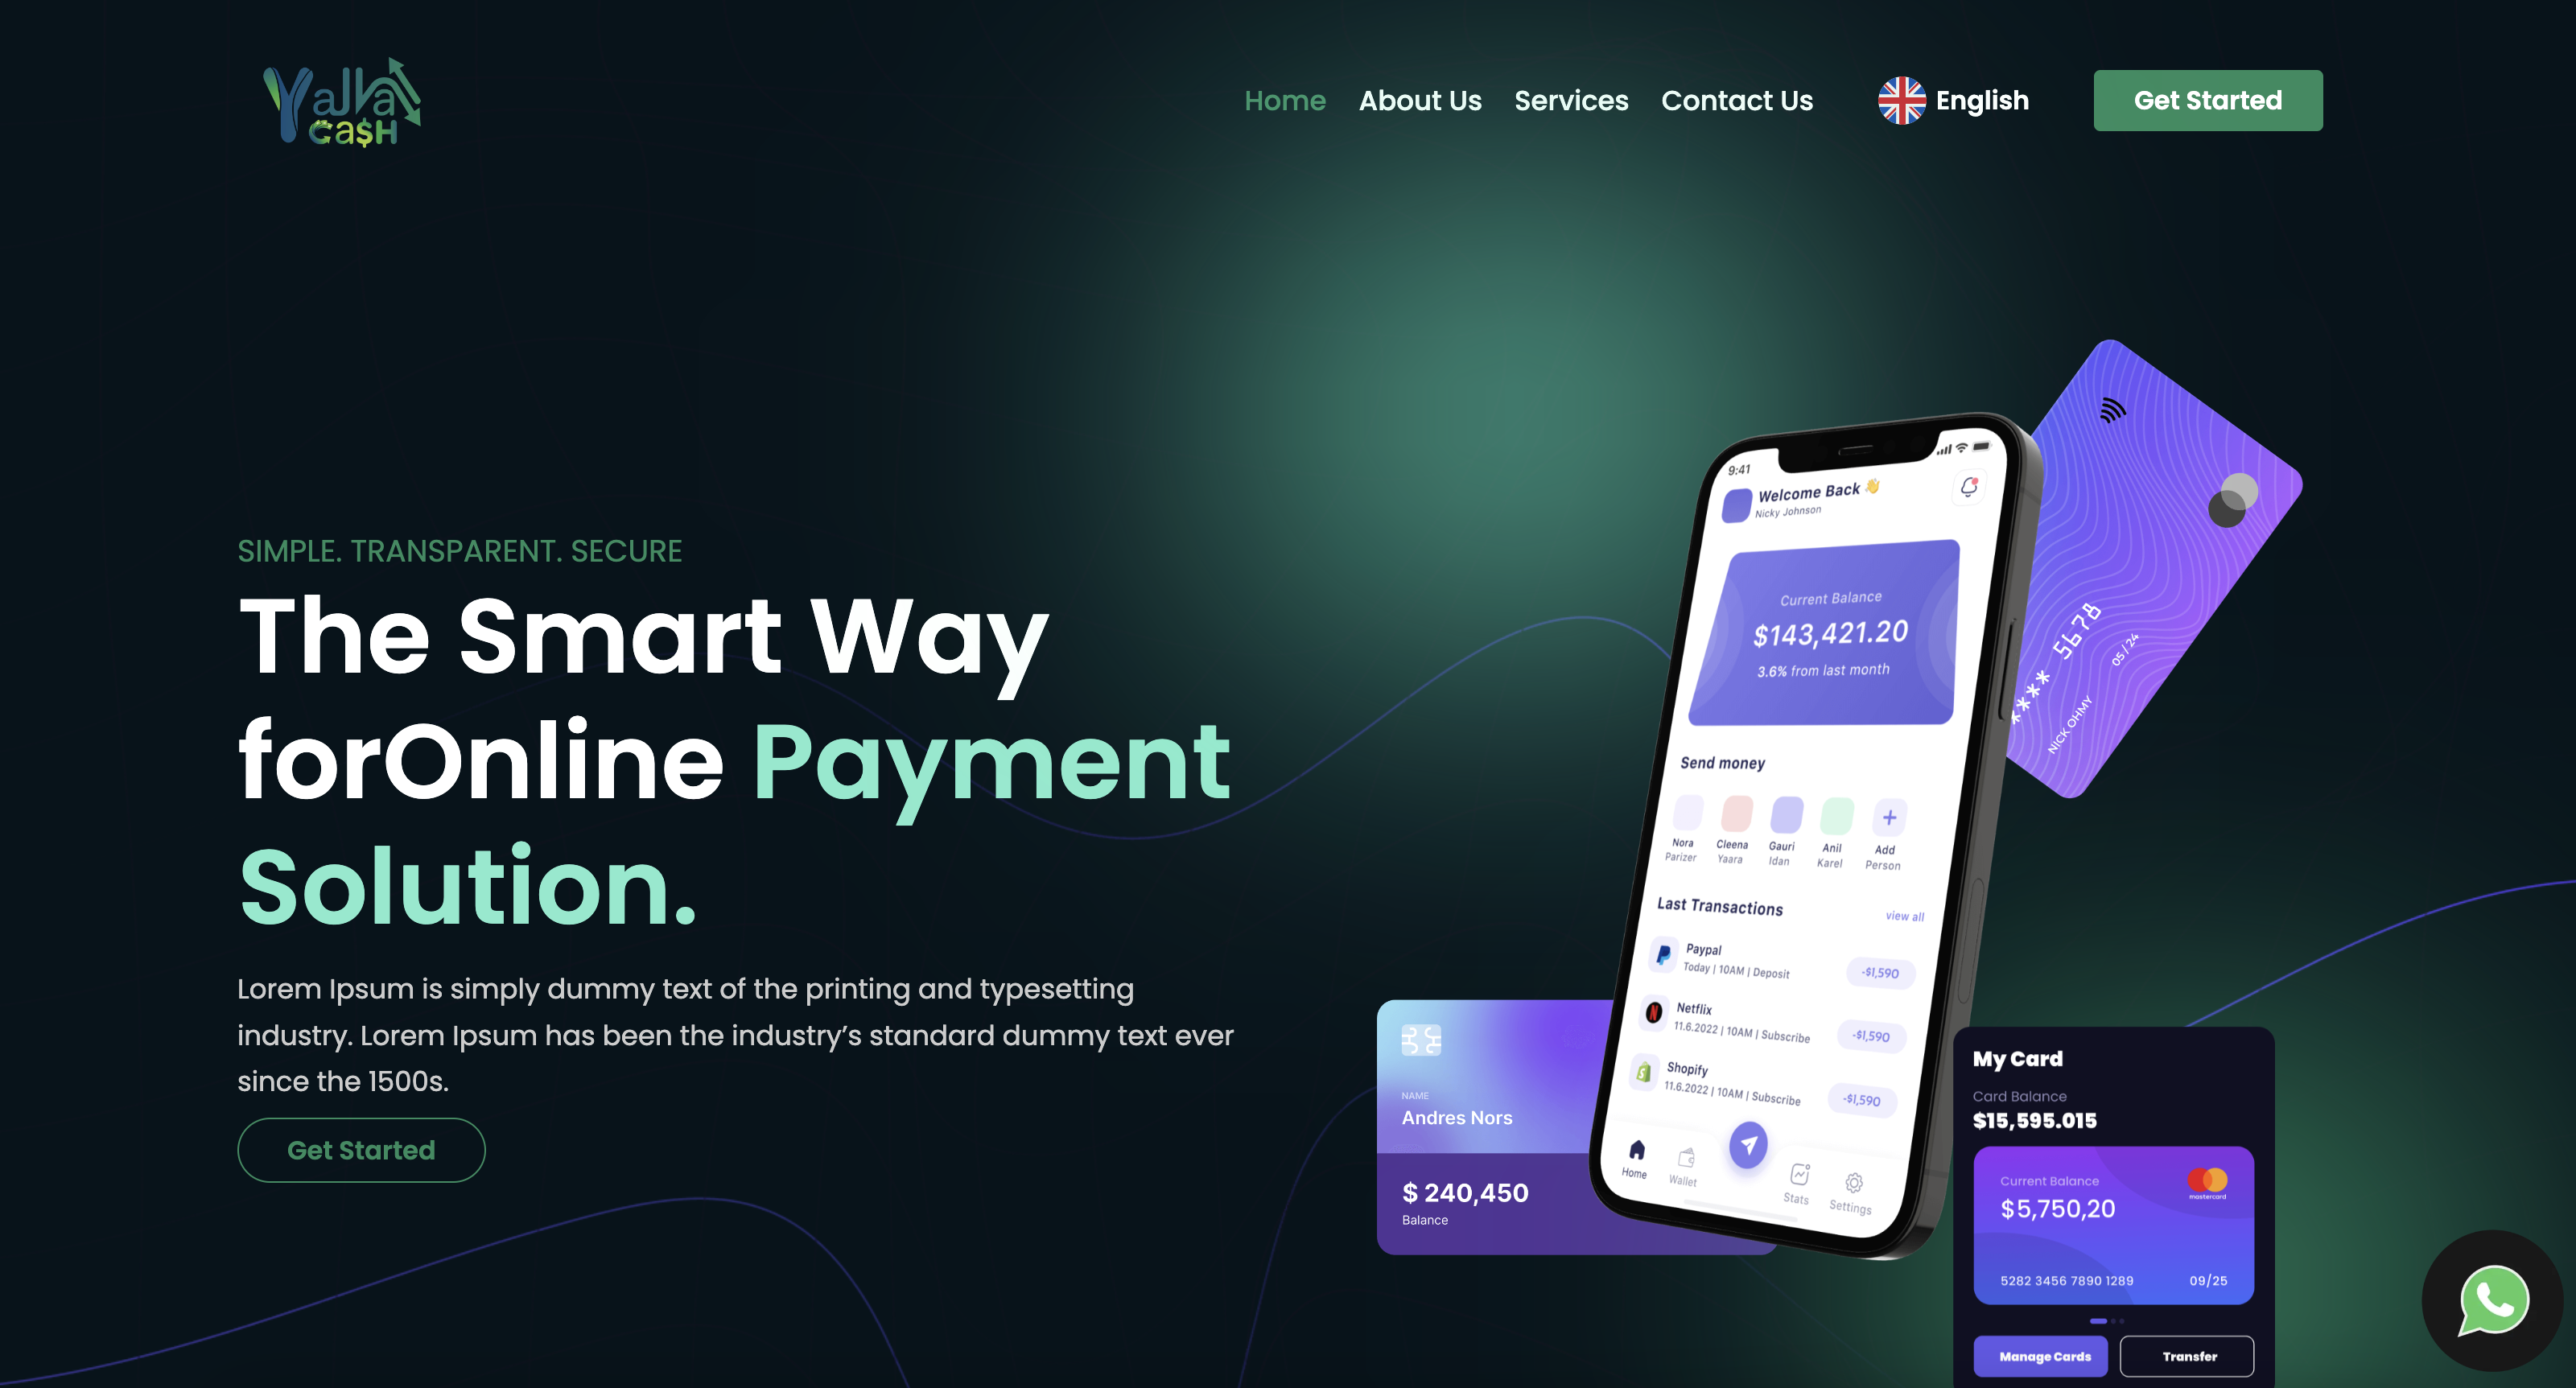 Yalla
CasH
Home
About Us
Services
Contact Us
English
Get Started
SIMPLE. TRANSPARENT. SECURE
The Smart Way
forOnline Payment
Solution.
Lorem Ipsum is simply dummy text of the printing and typesetting
industry. Lorem Ipsum has been the industry’s standard dummy text ever
since the 1500s.
Get Started
9:41
Welcome Back 👋
Nicky Johnson
Current Balance
$143,421.20
3.6% from last month
Send money
Nora
Parizer
Cleena
Yaara
Gauri
Idan
Anil
Karel
Add
Person
Last Transactions
view all
Paypal
Today | 10AM | Deposit
-$1,590
Netflix
11.6.2022 | 10AM | Subscribe
-$1,590
Shopify
11.6.2022 | 10AM | Subscribe
-$1,590
Home
Wallet
Stats
Settings
**** 5678
05 / 24
NICK OHMY
NAME
Andres Nors
$ 240,450
Balance
My Card
Card Balance
$15,595.015
Current Balance
mastercard
$5,750,20
5282 3456 7890 1289
09/25
Manage Cards
Transfer